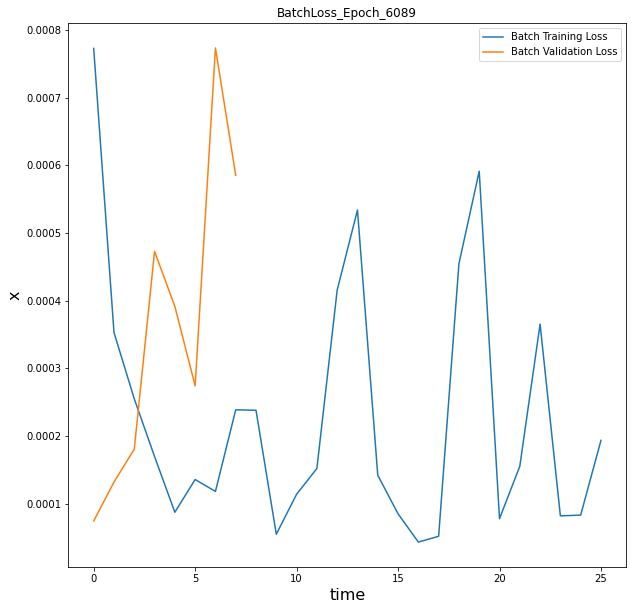 BatchLoss_Epoch_6089
Batch Training Loss
Batch Validation Loss
0.0008
0.0007
0.0006
0.0005
0.0004
0.0003
0.0002
0.0001
x
0 5 10 15 20 25
time